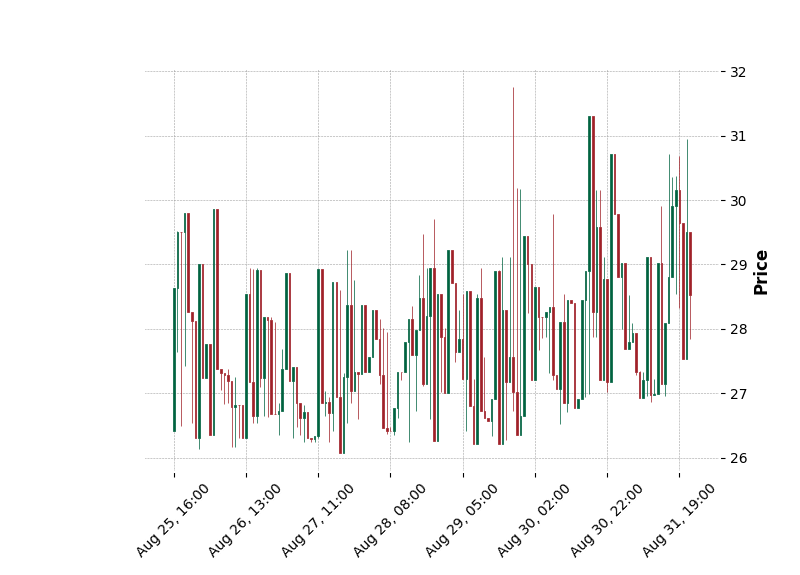 32
31
30
29
28
27
26
Price
Aug 25, 16:00
Aug 26, 13:00
Aug 27, 11:00
Aug 28, 08:00
Aug 29, 05:00
Aug 30, 02:00
Aug 30, 22:00
Aug 31, 19:00